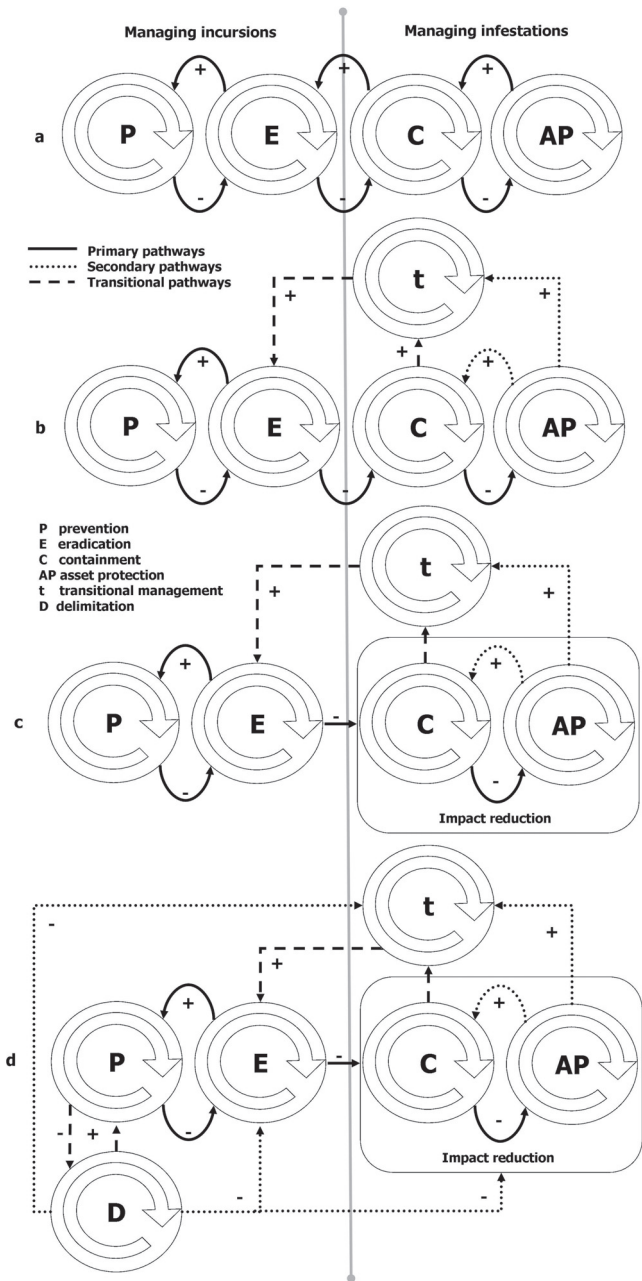 Managing incursions Managing infestations
+ + +
a P E C AP
- - -
Primary pathways
Secondary pathways
Transitional pathways
t
+ +
+ + +
b P E C AP
- - -
P prevention
E eradication
C containment
AP asset protection
t transitional management
D delimitation
t
+ +
+ +
c P E - C AP
- -
Impact reduction
t
- +
+
+ +
d P E - C AP
- + - -
Impact reduction
D - -